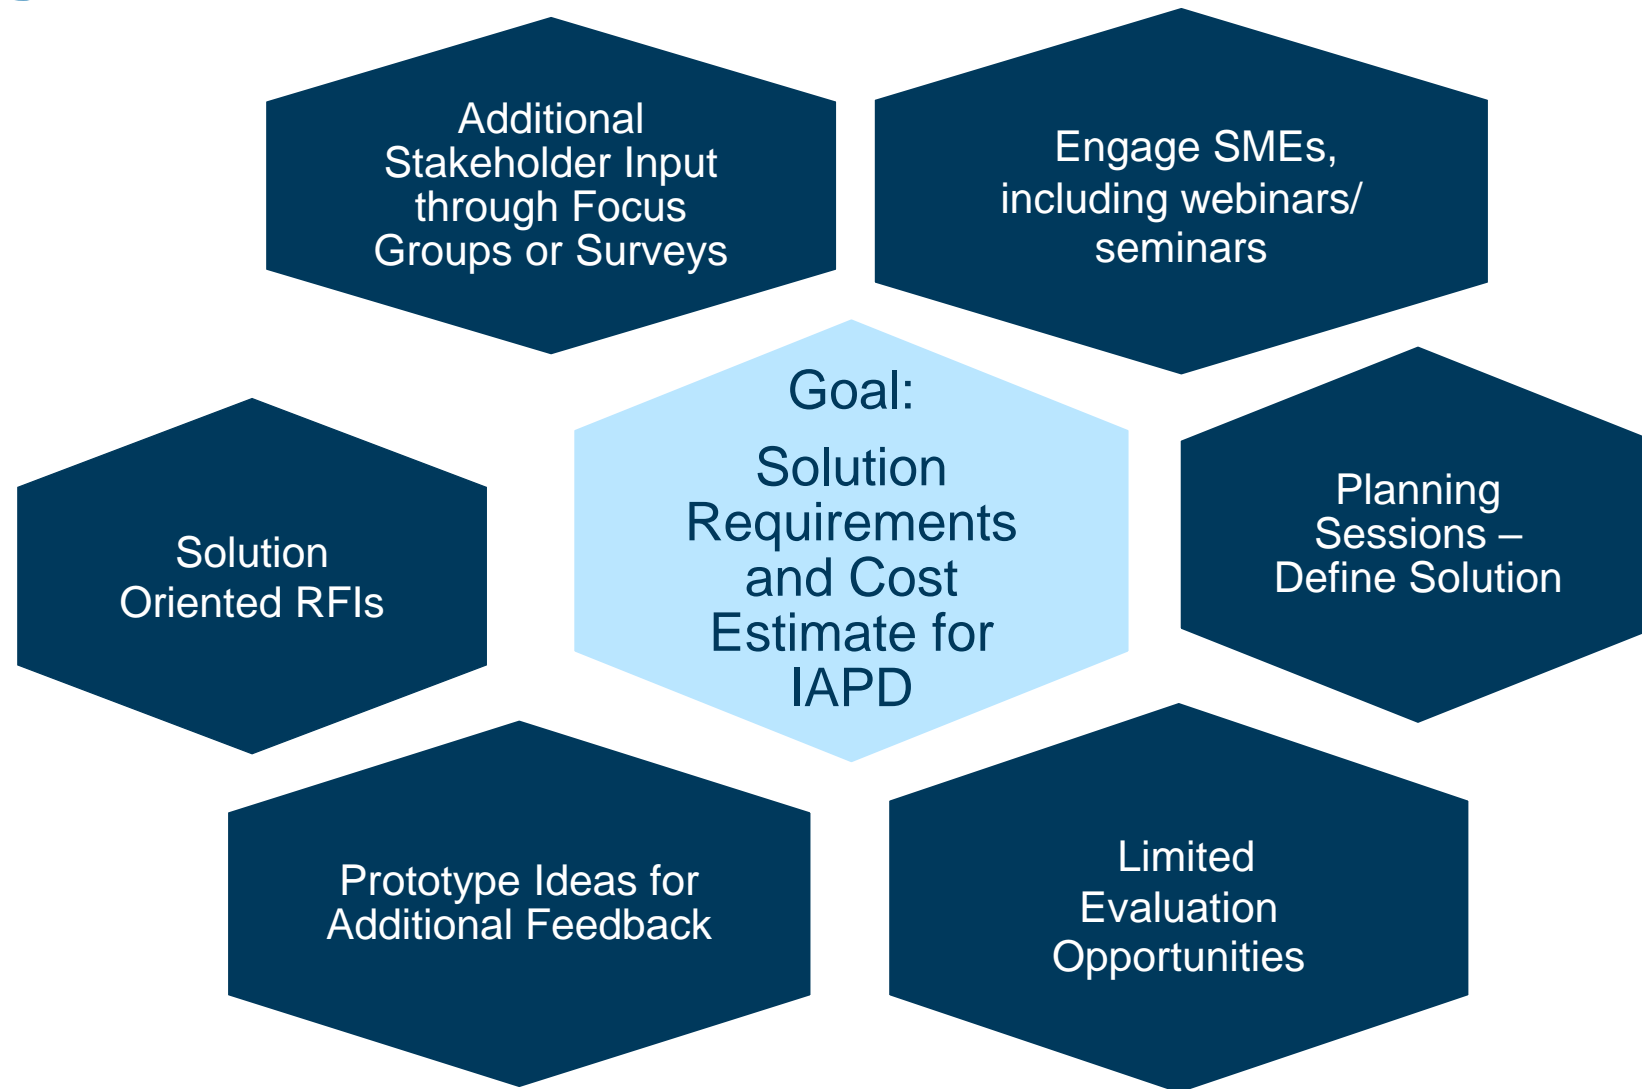 Additional
Stakeholder Input
through Focus
Groups or Surveys
Engage SMEs,
including webinars/
seminars
Goal:
Solution
Requirements
and Cost
Estimate for
IAPD
Planning
Sessions –
Define Solution
Solution
Oriented RFIs
Prototype Ideas for
Additional Feedback
Limited
Evaluation
Opportunities